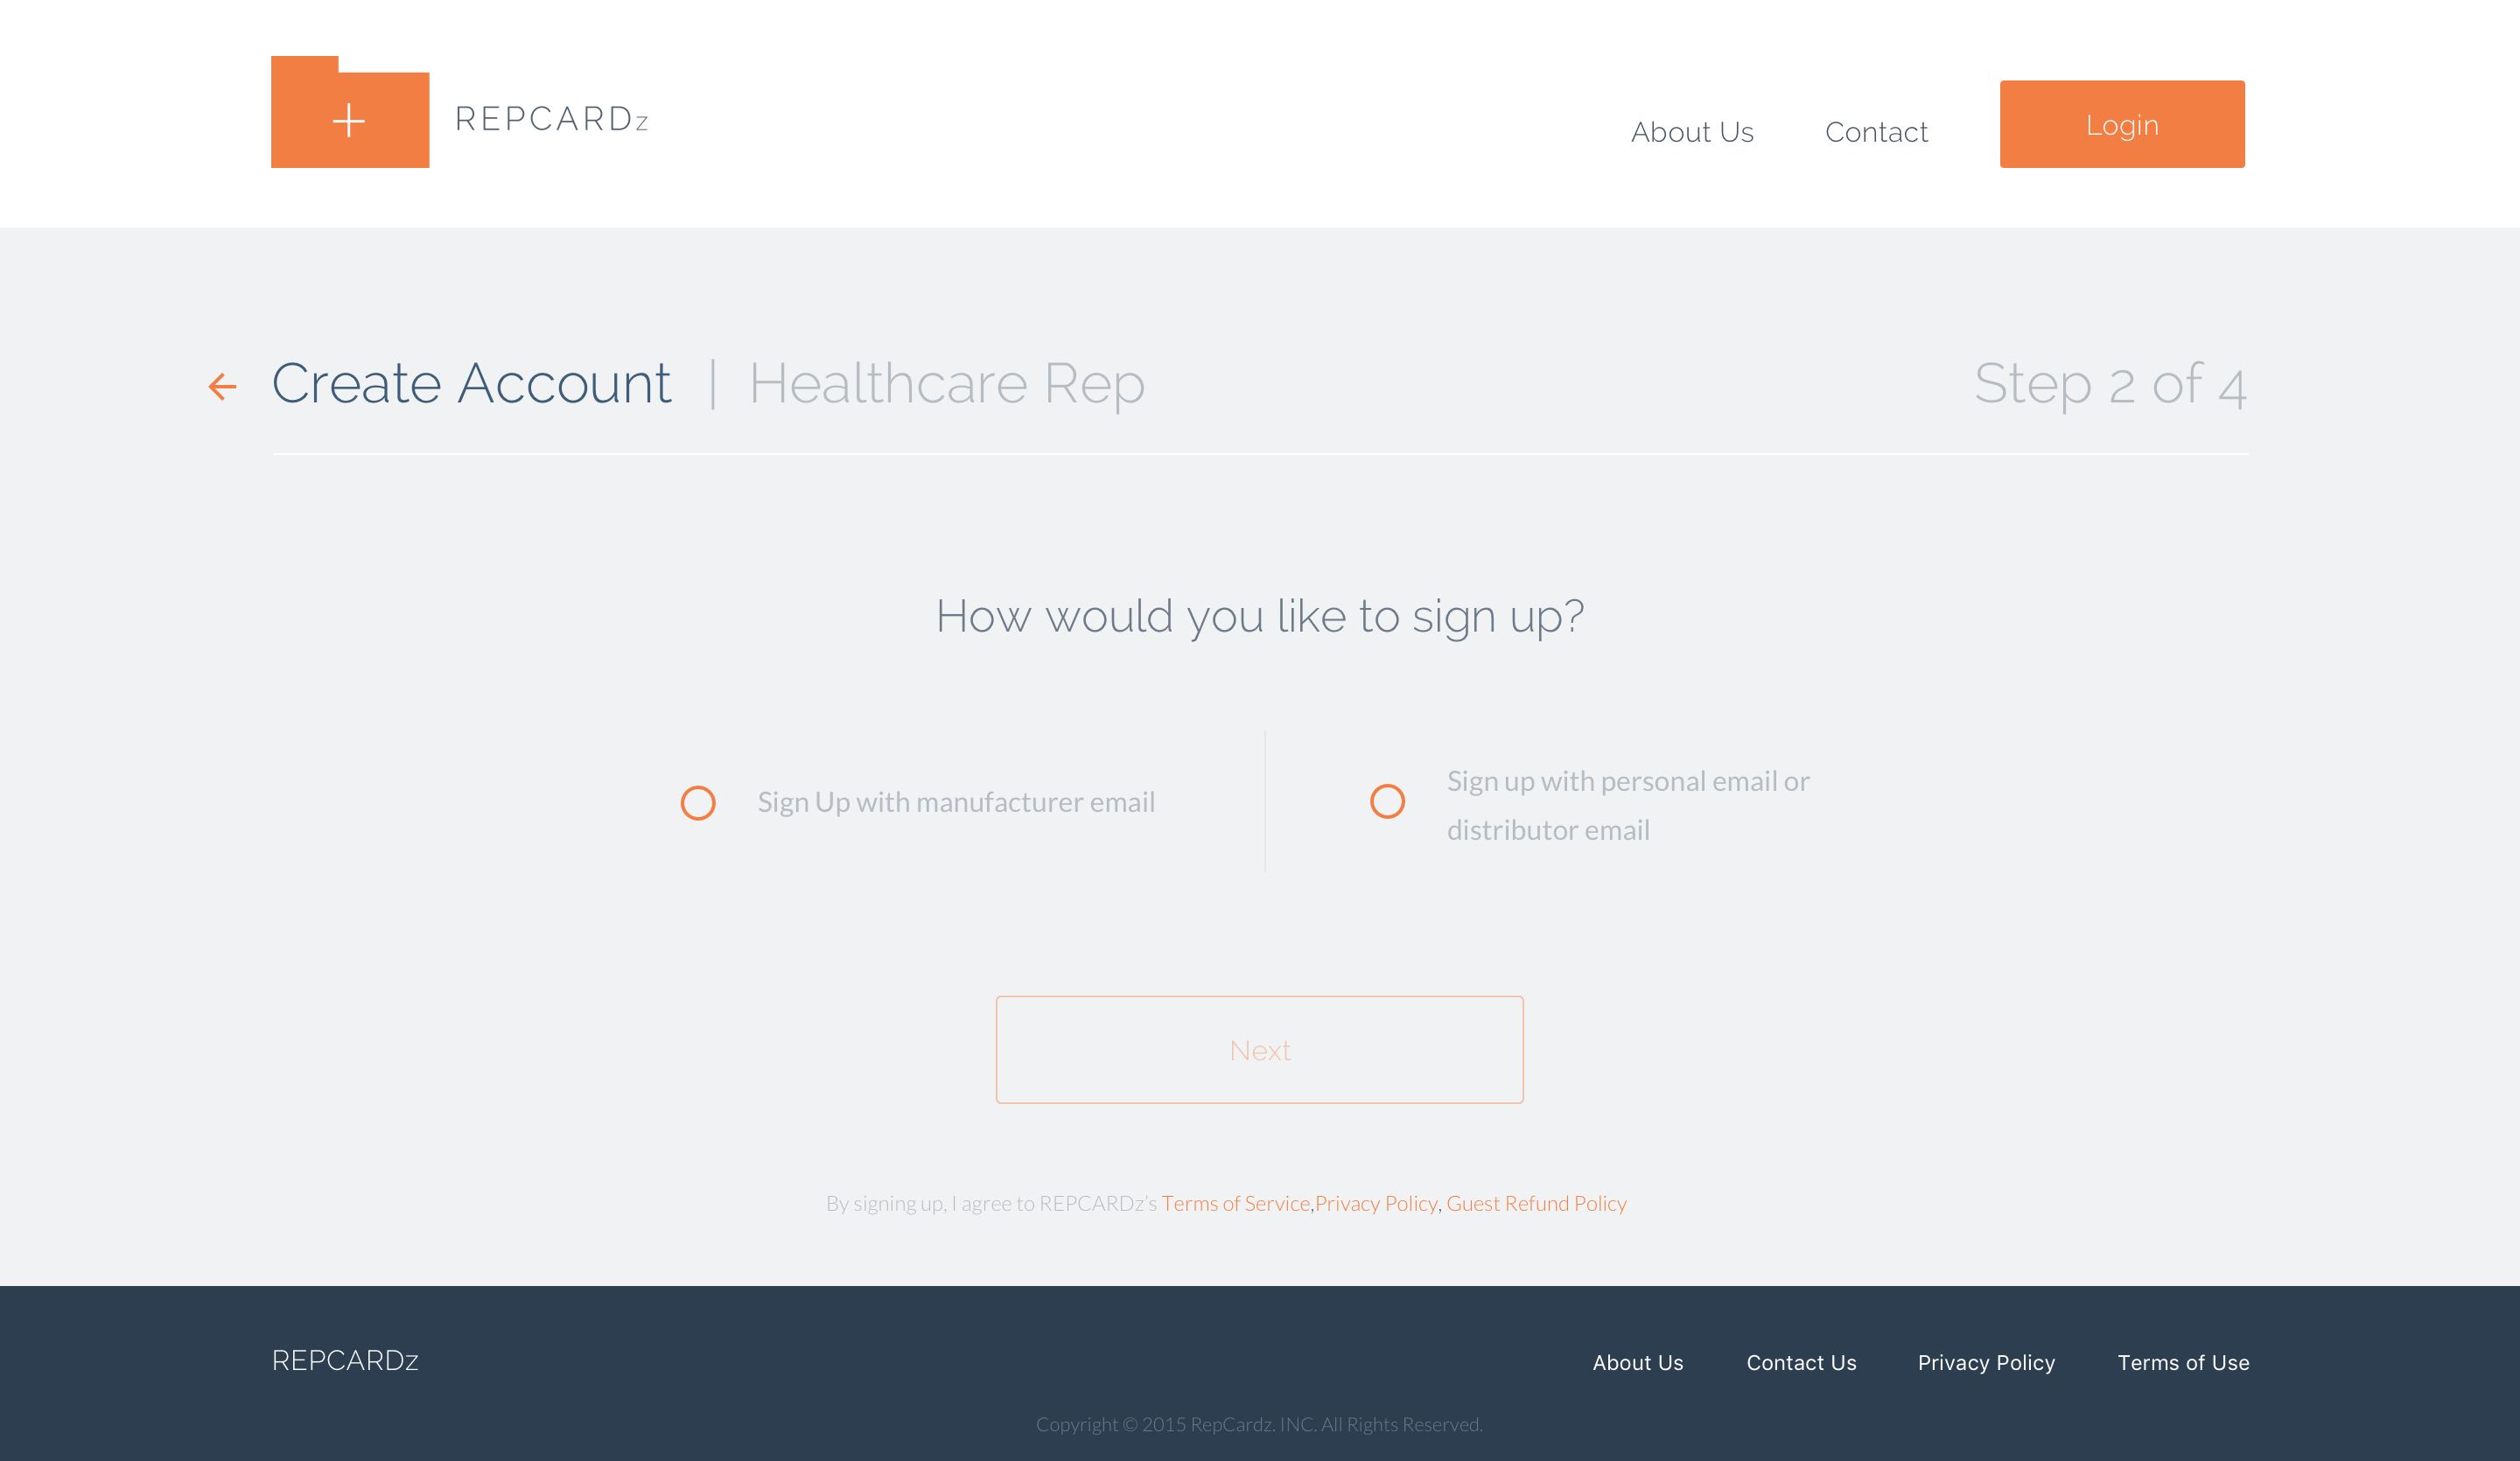 REPCARDz
About Us
Contact
Login
Create Account | Healthcare Rep
Step 2 of 4
How would you like to sign up?
Sign Up with manufacturer email
Sign up with personal email or
distributor email
Next
By signing up, I agree to REPCARDz's Terms of Service,Privacy Policy, Guest Refund Policy
REPCARDz
About Us
Contact Us
Privacy Policy
Terms of Use
Copyright © 2015 RepCardz. INC. All Rights Reserved.